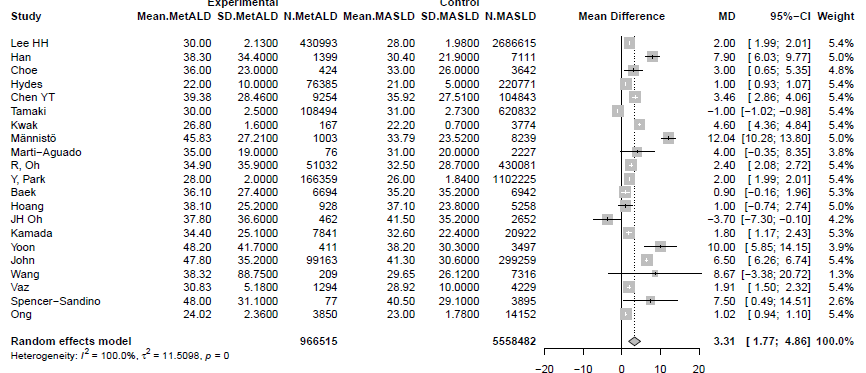 Experimental Control
Study Mean.MetALD SD.MetALD N.MetALD Mean.MASLD SD.MASLD N.MASLD Mean Difference MD 95%−CI Weight
Lee HH 30.00 2.1300 430993 28.00 1.9800 2686615 2.00 [ 1.99; 2.01] 5.4%
Han 38.30 34.4000 1399 30.40 21.9000 7111 7.90 [ 6.03; 9.77] 5.0%
Choe 36.00 23.0000 424 33.00 26.0000 3642 3.00 [ 0.65; 5.35] 4.8%
Hydes 22.00 10.0000 76385 21.00 5.0000 220771 1.00 [ 0.93; 1.07] 5.4%
Chen YT 39.38 28.4600 9254 35.92 27.5100 104843 3.46 [ 2.86; 4.06] 5.4%
Tamaki 30.00 2.5000 108494 31.00 2.7300 620832 −1.00 [ −1.02; −0.98] 5.4%
Kwak 26.80 1.6000 167 22.20 0.7000 3774 4.60 [ 4.36; 4.84] 5.4%
Männistö 45.83 27.2100 1003 33.79 23.5200 8239 12.04 [10.28; 13.80] 5.1%
Marti−Aguado 35.00 19.0000 76 31.00 20.0000 2227 4.00 [ −0.35; 8.35] 3.8%
R, Oh 34.90 35.9000 51032 32.50 28.7000 430081 2.40 [ 2.08; 2.72] 5.4%
Y, Park 28.00 2.0000 166359 26.00 1.8400 1102225 2.00 [ 1.99; 2.01] 5.4%
Baek 36.10 27.4000 6694 35.20 35.2000 6942 0.90 [ −0.16; 1.96] 5.3%
Hoang 38.10 25.2000 928 37.10 23.8000 5258 1.00 [ −0.74; 2.74] 5.1%
JH Oh 37.80 36.6000 462 41.50 35.2000 2652 −3.70 [ −7.30; −0.10] 4.2%
Kamada 34.40 25.1000 7841 32.60 22.4000 20922 1.80 [ 1.17; 2.43] 5.3%
Yoon 48.20 41.7000 411 38.20 30.3000 3497 10.00 [ 5.85; 14.15] 3.9%
John 47.80 35.2000 99163 41.30 30.6000 299259 6.50 [ 6.26; 6.74] 5.4%
Wang 38.32 88.7500 209 29.65 26.1200 7316 8.67 [ −3.38; 20.72] 1.2%
Vaz 30.83 5.1800 1294 28.92 10.0000 4229 1.91 [ 1.50; 2.32] 5.4%
Spencer−Sandino 48.00 31.1000 77 40.50 29.1000 3895 7.50 [ 0.49; 14.51] 2.6%
Ong 24.02 2.3600 3850 23.00 1.7800 14152 1.02 [ 0.94; 1.10] 5.4%
Random effects model 966515 5558482 3.31 [ 1.77; 4.86] 100.0%
Heterogeneity: I² = 100.0%, τ² = 11.5098, p = 0
−20 −10 0 10 20